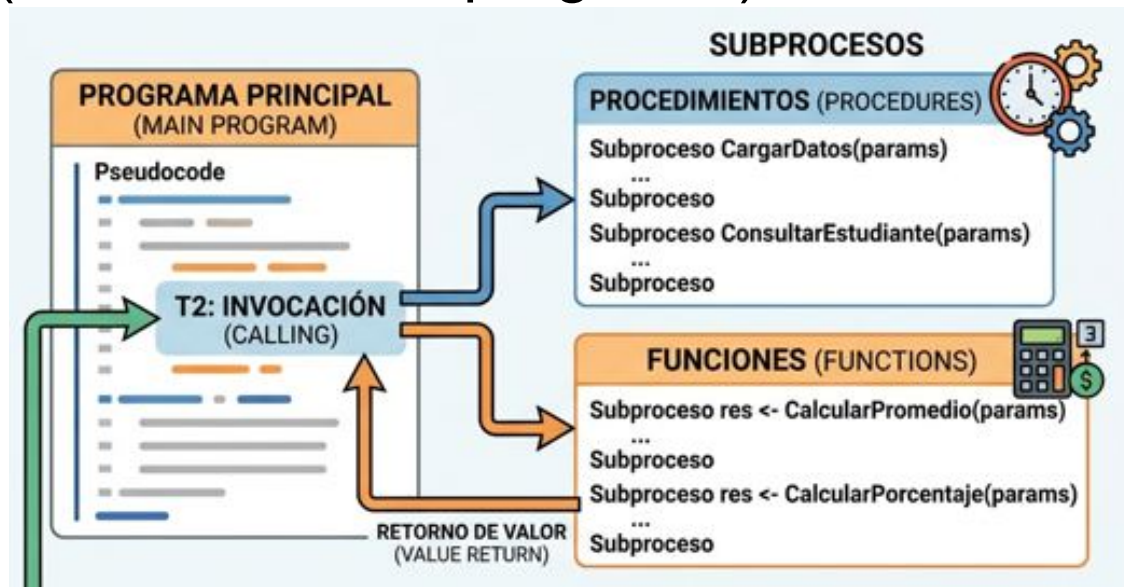 PROGRAMA PRINCIPAL
(MAIN PROGRAM)
Pseudocode
T2: INVOCACIÓN
(CALLING)
SUBPROCESOS
PROCEDIMIENTOS (PROCEDURES)
Subproceso CargarDatos(params)
...
Subproceso
Subproceso ConsultarEstudiante(params)
...
Subproceso
FUNCIONES (FUNCTIONS)
3
$
Subproceso res <- CalcularPromedio(params)
...
Subproceso
Subproceso res <- CalcularPorcentaje(params)
...
Subproceso
RETORNO DE VALOR
(VALUE RETURN)